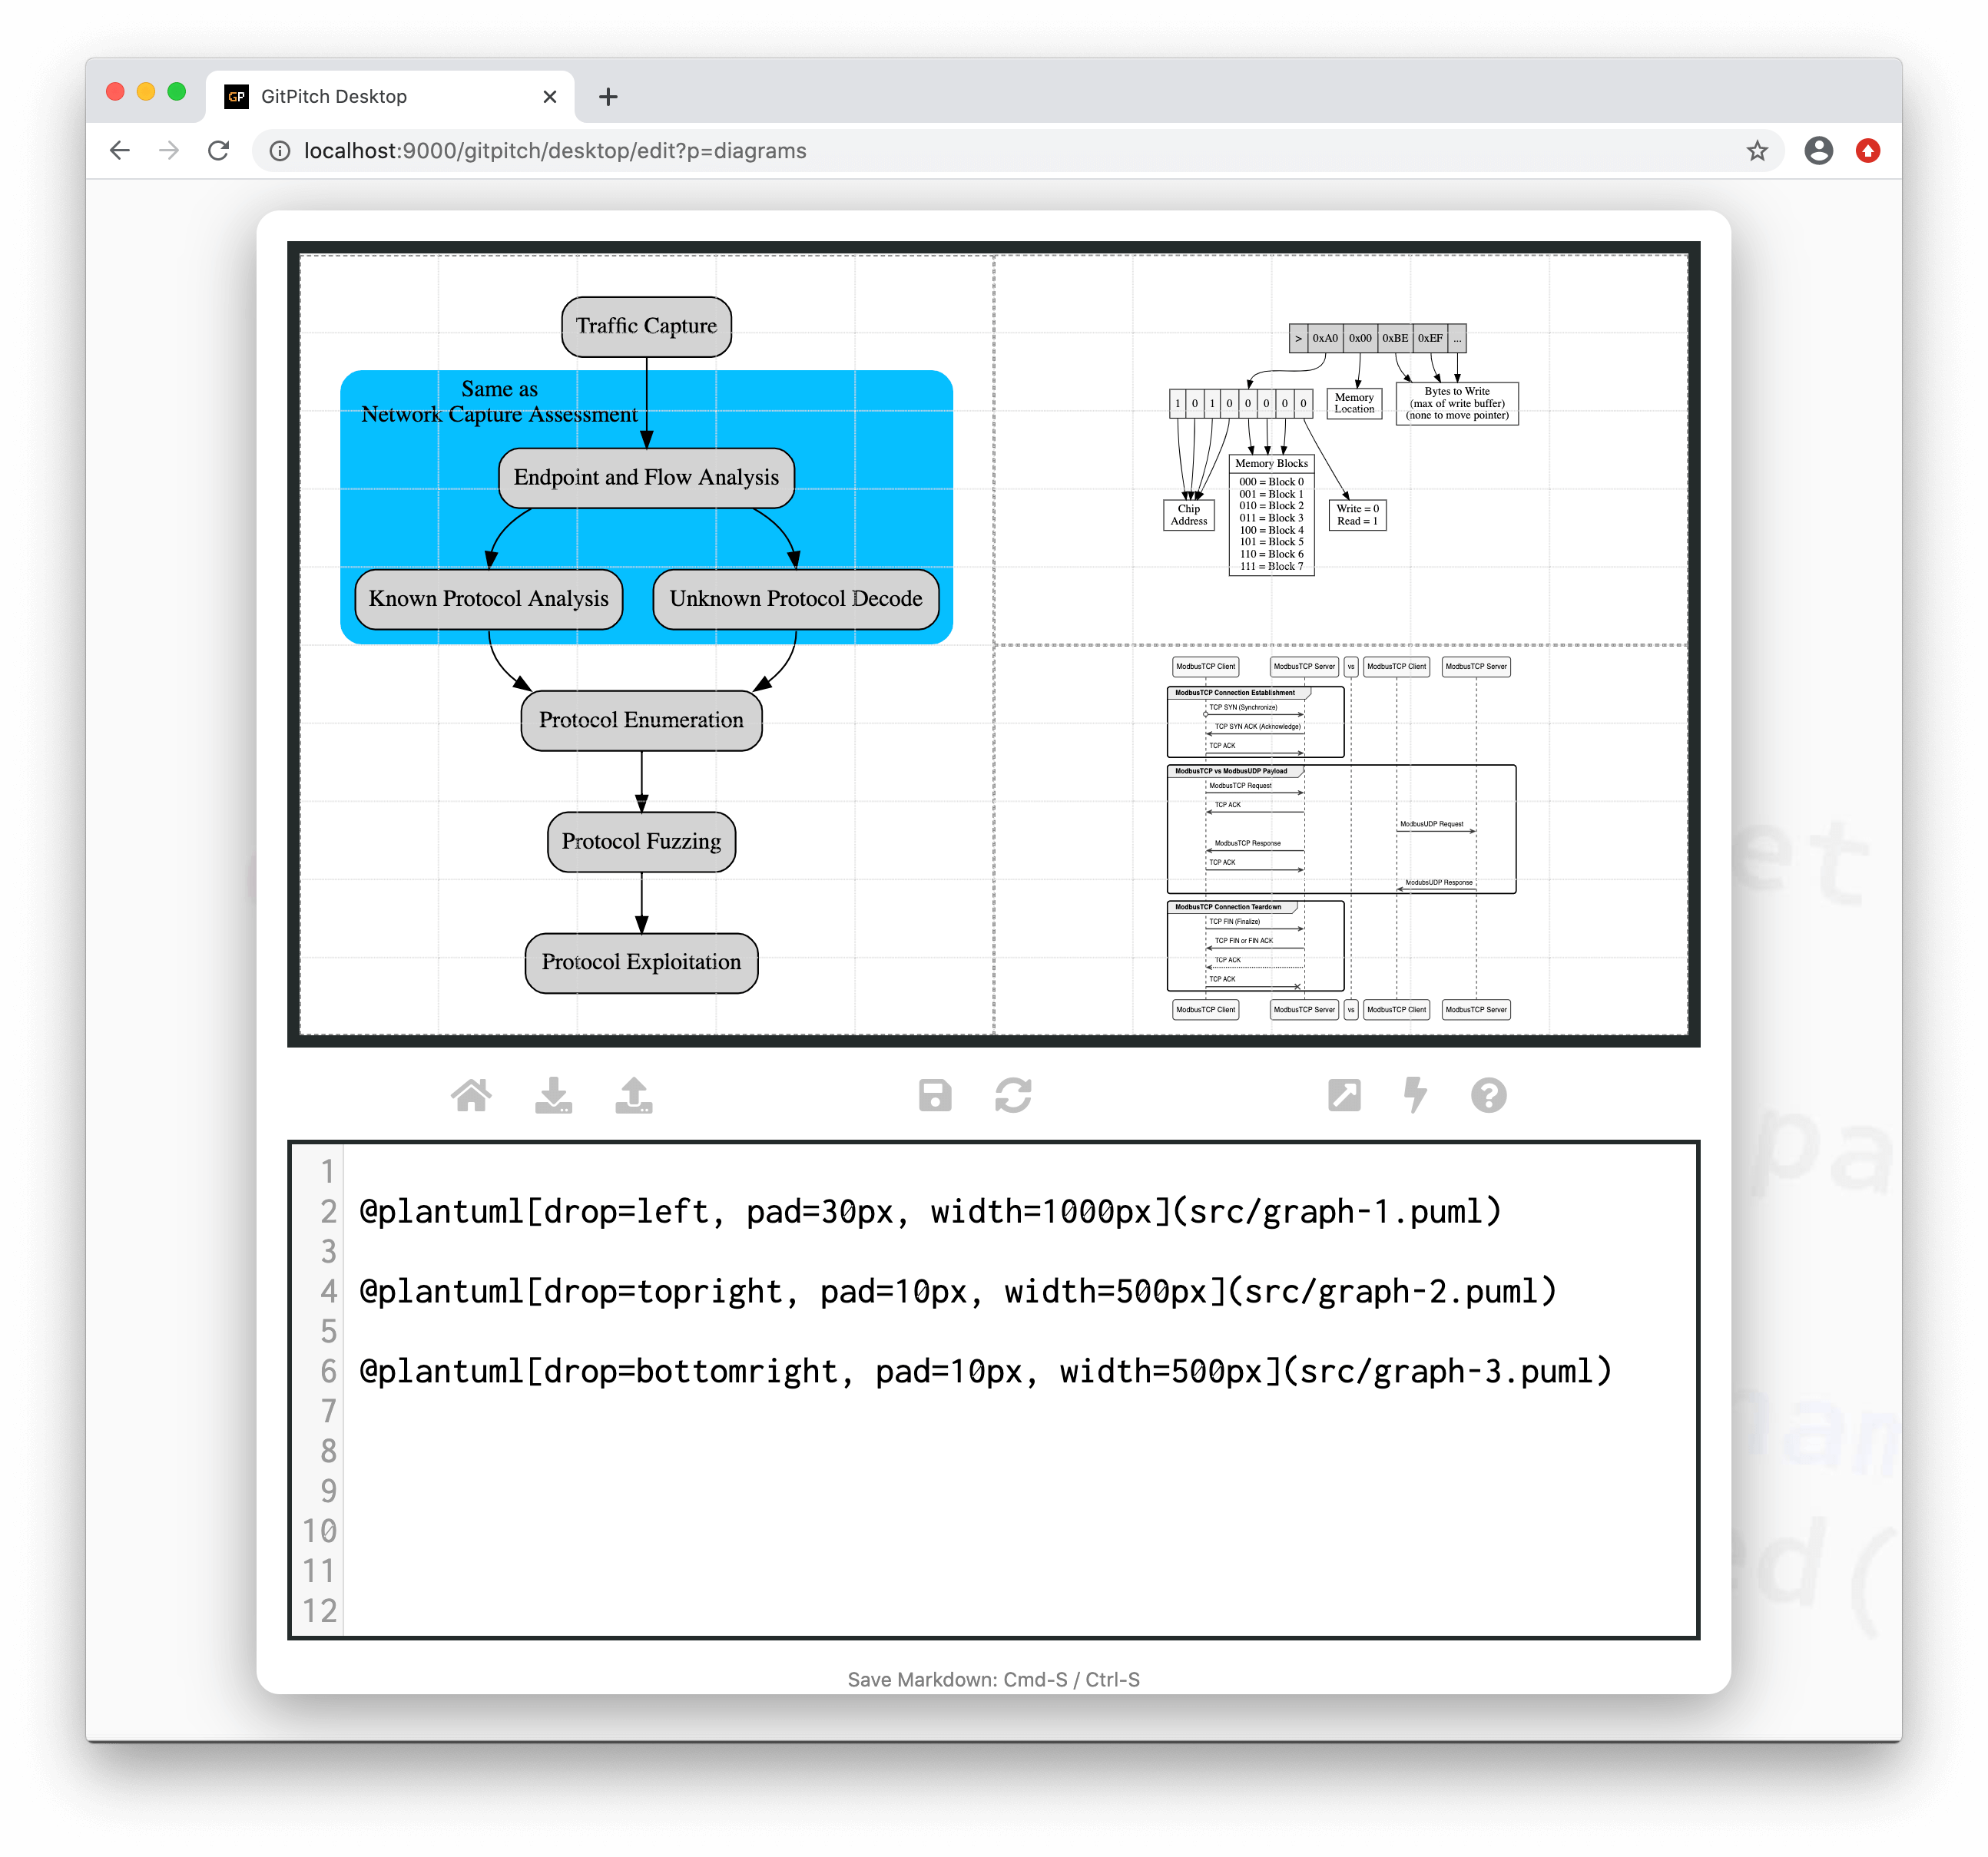 GP GitPitch Desktop
localhost:9000/gitpitch/desktop/edit?p=diagrams
Traffic Capture
Same as
Network Capture Assessment
Endpoint and Flow Analysis
Known Protocol Analysis
Unknown Protocol Decode
Protocol Enumeration
Protocol Fuzzing
Protocol Exploitation
> 0xA0 0x00 0xBE 0xEF ...
1 0 1 0 0 0 0 0
Memory
Location
Bytes to Write
(max of write buffer)
(none to move pointer)
Chip
Address
Memory Blocks
000 = Block 0
001 = Block 1
010 = Block 2
011 = Block 3
100 = Block 4
101 = Block 5
110 = Block 6
111 = Block 7
Write = 0
Read = 1
ModbusTCP Client ModbusTCP Server vs ModbusTCP Client ModbusTCP Server
ModbusTCP Connection Establishment
TCP SYN (Synchronize)
TCP SYN ACK (Acknowledge)
TCP ACK
ModbusTCP vs ModbusUDP Payload
ModbusTCP Request
TCP ACK
ModbusUDP Request
ModbusTCP Response
TCP ACK
ModubsUDP Response
ModbusTCP Connection Teardown
TCP FIN (Finalize)
TCP FIN or FIN ACK
TCP ACK
TCP ACK
ModbusTCP Client ModbusTCP Server vs ModbusTCP Client ModbusTCP Server
1
2 @plantuml[drop=left, pad=30px, width=1000px](src/graph-1.puml)
3
4 @plantuml[drop=topright, pad=10px, width=500px](src/graph-2.puml)
5
6 @plantuml[drop=bottomright, pad=10px, width=500px](src/graph-3.puml)
7
8
9
10
11
12
Save Markdown: Cmd-S / Ctrl-S